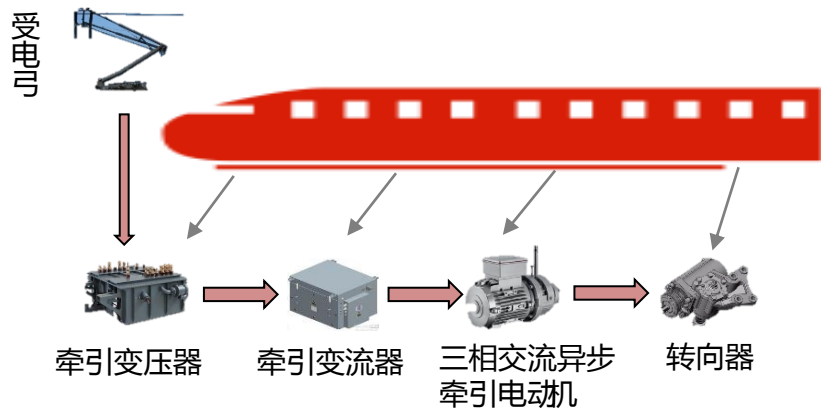 受电弓
牵引变压器
牵引变流器
三相交流异步
牵引电动机
转向器